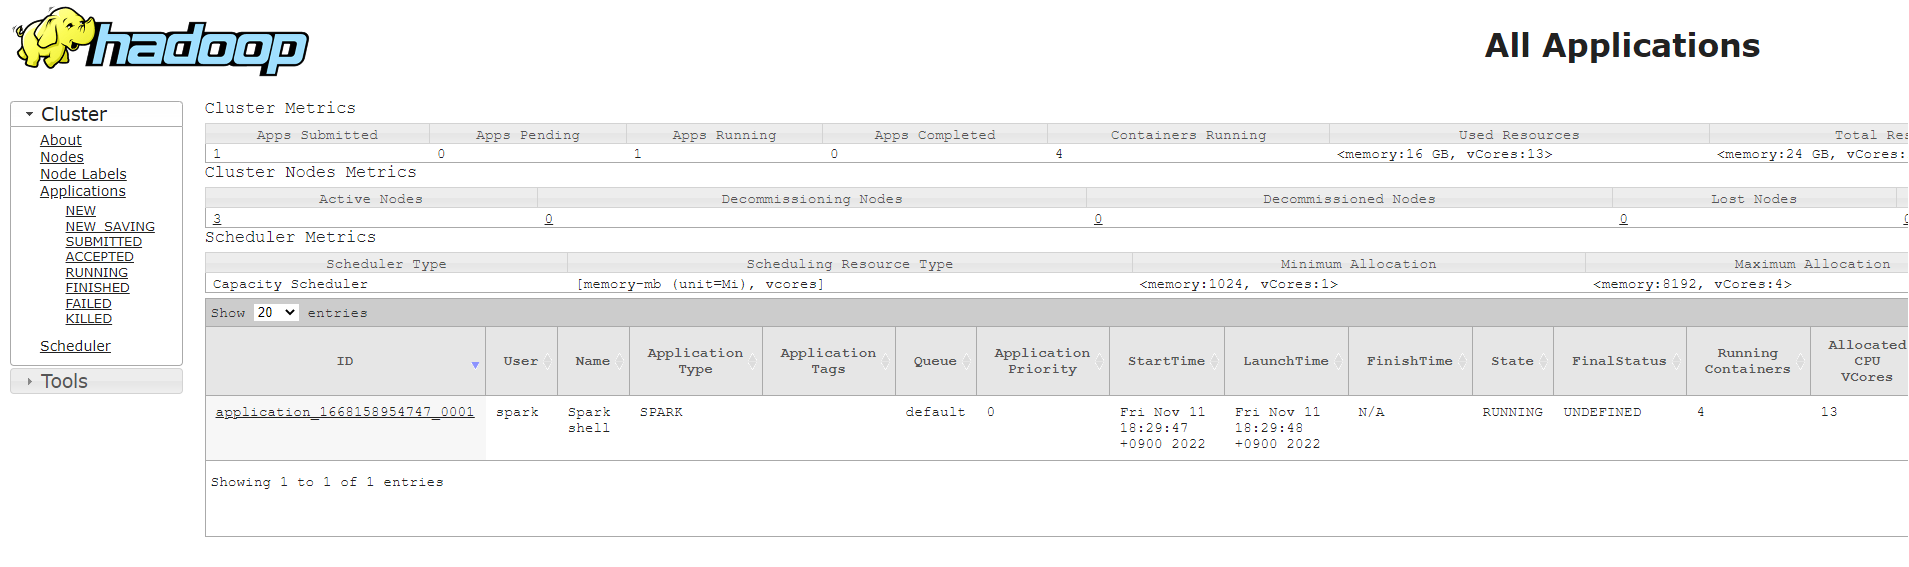 hadoop
All Applications
Cluster
About
Nodes
Node Labels
Applications
NEW
NEW_SAVING
SUBMITTED
ACCEPTED
RUNNING
FINISHED
FAILED
KILLED
Scheduler
Tools
Cluster Metrics
Apps Submitted Apps Pending Apps Running Apps Completed Containers Running Used Resources Total Res
1 0 1 0 4 <memory:16 GB, vCores:13> <memory:24 GB, vCores:
Cluster Nodes Metrics
Active Nodes Decommissioning Nodes Decommissioned Nodes Lost Nodes
3 0 0 0 0
Scheduler Metrics
Scheduler Type Scheduling Resource Type Minimum Allocation Maximum Allocation
Capacity Scheduler [memory-mb (unit=Mi), vcores] <memory:1024, vCores:1> <memory:8192, vCores:4>
Show 20 entries
ID User Name Application Type Application Tags Queue Application Priority StartTime LaunchTime FinishTime State FinalStatus Running Containers Allocated CPU VCores
application_1668158954747_0001 spark Spark SPARK default 0 Fri Nov 11 Fri Nov 11 N/A RUNNING UNDEFINED 4 13
shell 18:29:47 18:29:48
+0900 2022 +0900 2022
Showing 1 to 1 of 1 entries